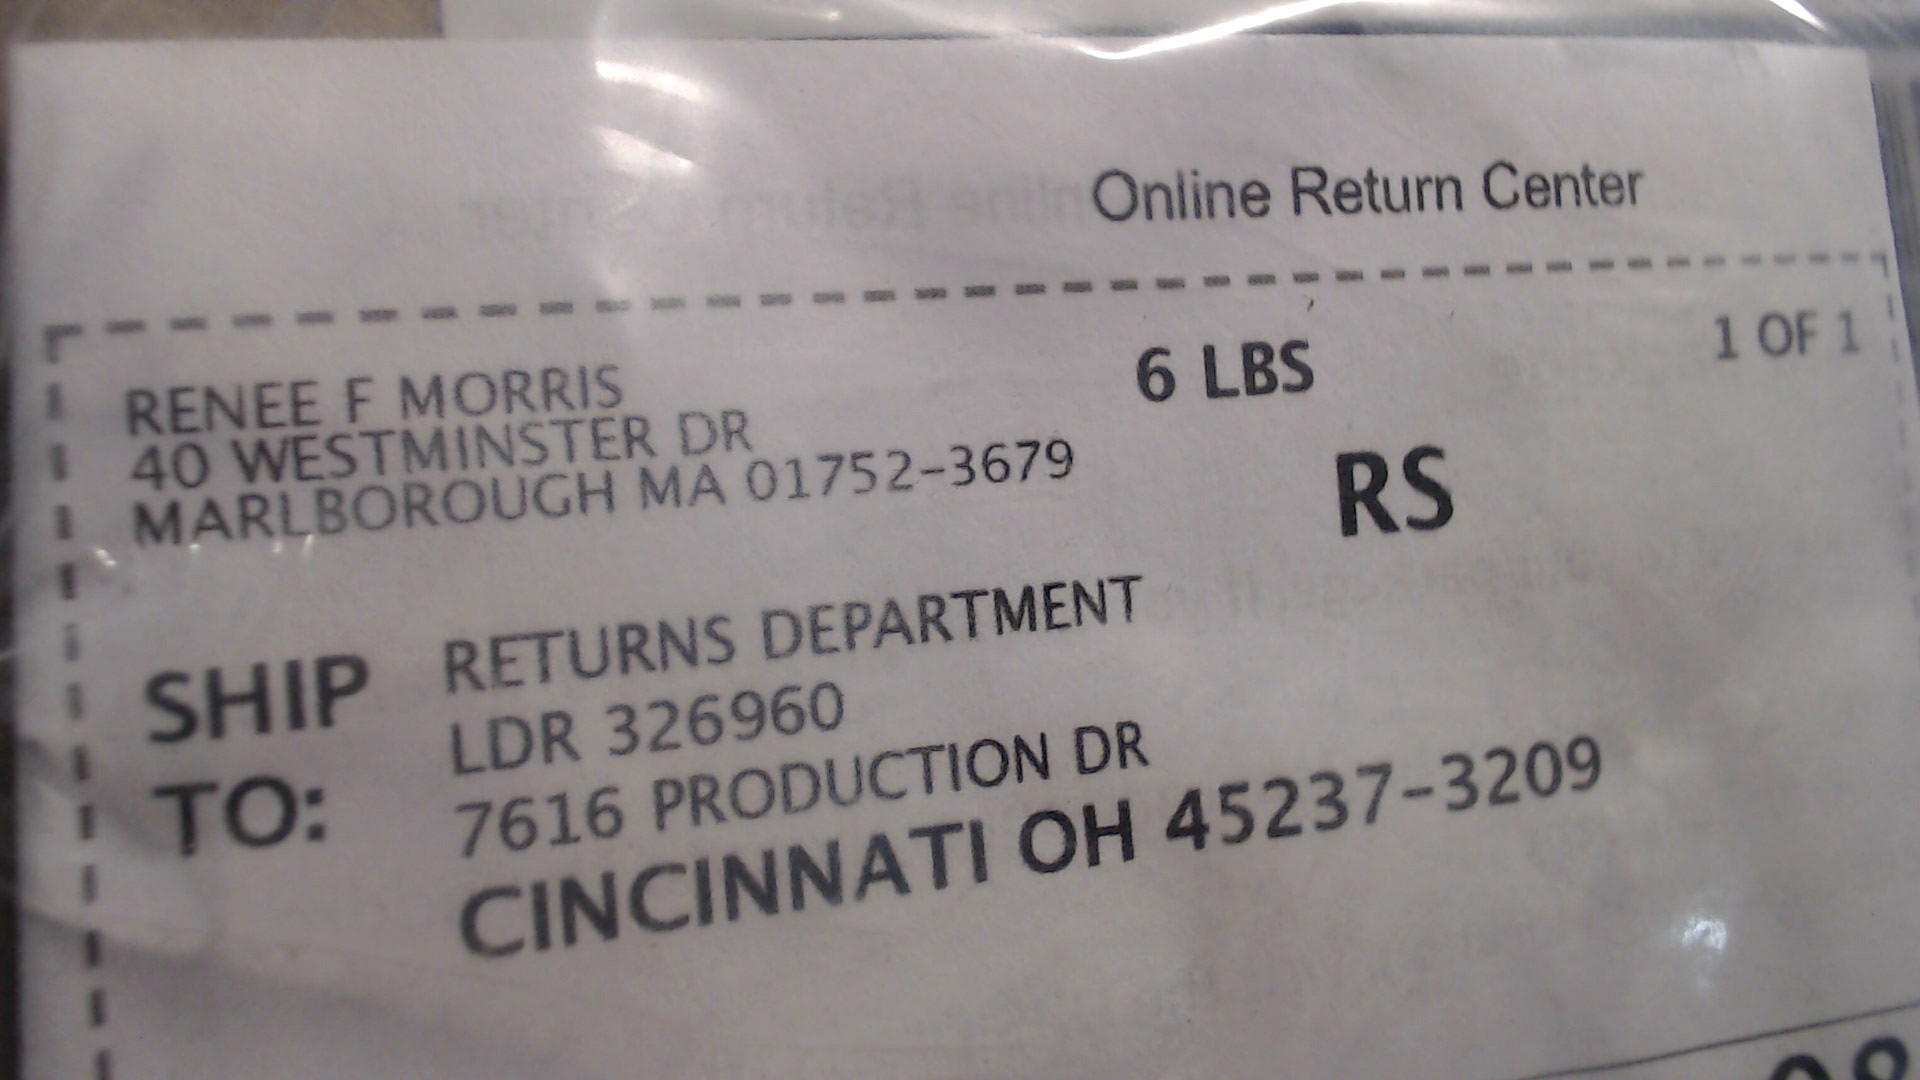 Online Return Center
RENEE F MORRIS
40 WESTMINSTER DR
MARLBOROUGH MA 01752-3679
6 LBS
1 OF 1
RS
SHIP TO:
RETURNS DEPARTMENT
LDR 326960
7616 PRODUCTION DR
CINCINNATI OH 45237-3209